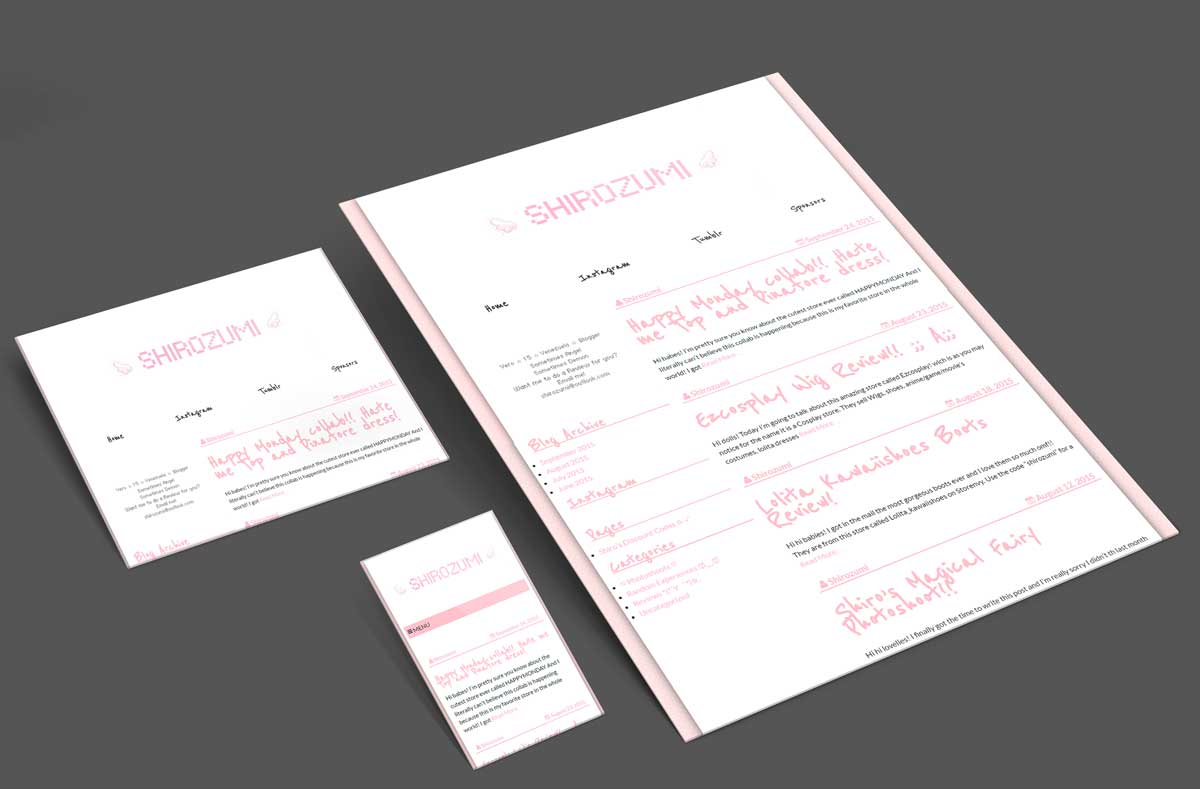 SHIROZUMI
Home
Instagram
Tumblr
Sponsors
Vero ☆ 15 ☆ Venezuela ☆ Blogger
Sometimes Angel
Sometimes Demon
Want me to do a Review for you?
Email me!
shirozumi@outlook.com
Blog Archive
September 24, 2015
Shirozumi
Happy Monday collab!! Hate
me Top and Pinafore dress!
Hi babes! I'm pretty sure you know about the cutest store ever called HAPPYMONDAY And I
literally can't believe this collab is happening because this is my favorite store in the whole
world! I got Read More
Shirozumi
SHIROZUMI
MENU
September 24, 2015
Shirozumi
Happy Monday collab!! Hate me
Top and Pinafore dress!
Hi babes! I'm pretty sure you know about the
cutest store ever called HAPPYMONDAY And I
literally can't believe this collab is happening
because this is my favorite store in the whole
world! I got Read More
August 23, 2015
Shirozumi
SHIROZUMI
Home
Instagram
Tumblr
Sponsors
Vero ☆ 15 ☆ Venezuela ☆ Blogger
Sometimes Angel
Sometimes Demon
Want me to do a Review for you?
Email me!
shirozumi@outlook.com
Blog Archive
September 2015
August 2015
July 2015
June 2015
Instagram
Pages
Shiro's Discount Codes
Categories
Photoshoots
Random Experiences
Reviews
Uncategorized
September 24, 2015
Shirozumi
Happy Monday collab!! Hate
me Top and Pinafore dress!
Hi babes! I'm pretty sure you know about the cutest store ever called HAPPYMONDAY And I
literally can't believe this collab is happening because this is my favorite store in the whole
world! I got Read More
August 23, 2015
Shirozumi
Ezcosplay Wig Review!! ;; A;;
Hi dolls! Today I'm going to talk about this amazing store called Ezcosplay! wich is as you may
notice for the name it is a Cosplay store. They sell Wigs, shoes, anime/game/movie's
costumes, lolita dresses Read More
August 18, 2015
Shirozumi
Lolita Kawaiishoes Boots
Review!
Hi hi babies! I got in the mail the most gorgeous boots ever and I love them so much omf!!
They are from this store called Lolita_kawaiishoes on Storenvy. Use the code " shirozumi" for a
Read More
August 12, 2015
Shirozumi
Shiro's Magical Fairy
Photoshoot!!
Hi hi lovelies! I finally got the time to write this post and I'm really sorry I didn't th last month